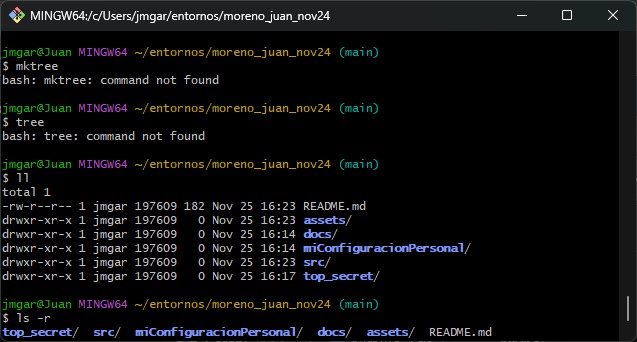 MINGW64:/c/Users/jmgar/entornos/moreno_juan_nov24
jmgar@Juan MINGW64 ~/entornos/moreno_juan_nov24 (main)
$ mktree
bash: mktree: command not found
jmgar@Juan MINGW64 ~/entornos/moreno_juan_nov24 (main)
$ tree
bash: tree: command not found
jmgar@Juan MINGW64 ~/entornos/moreno_juan_nov24 (main)
$ ll
total 1
-rw-r--r-- 1 jmgar 197609 182 Nov 25 16:23 README.md
drwxr-xr-x 1 jmgar 197609   0 Nov 25 16:23 assets/
drwxr-xr-x 1 jmgar 197609   0 Nov 25 16:14 docs/
drwxr-xr-x 1 jmgar 197609   0 Nov 25 16:14 miConfiguracionPersonal/
drwxr-xr-x 1 jmgar 197609   0 Nov 25 16:23 src/
drwxr-xr-x 1 jmgar 197609   0 Nov 25 16:17 top_secret/
jmgar@Juan MINGW64 ~/entornos/moreno_juan_nov24 (main)
$ ls -r
top_secret/  src/  miConfiguracionPersonal/  docs/  assets/  README.md